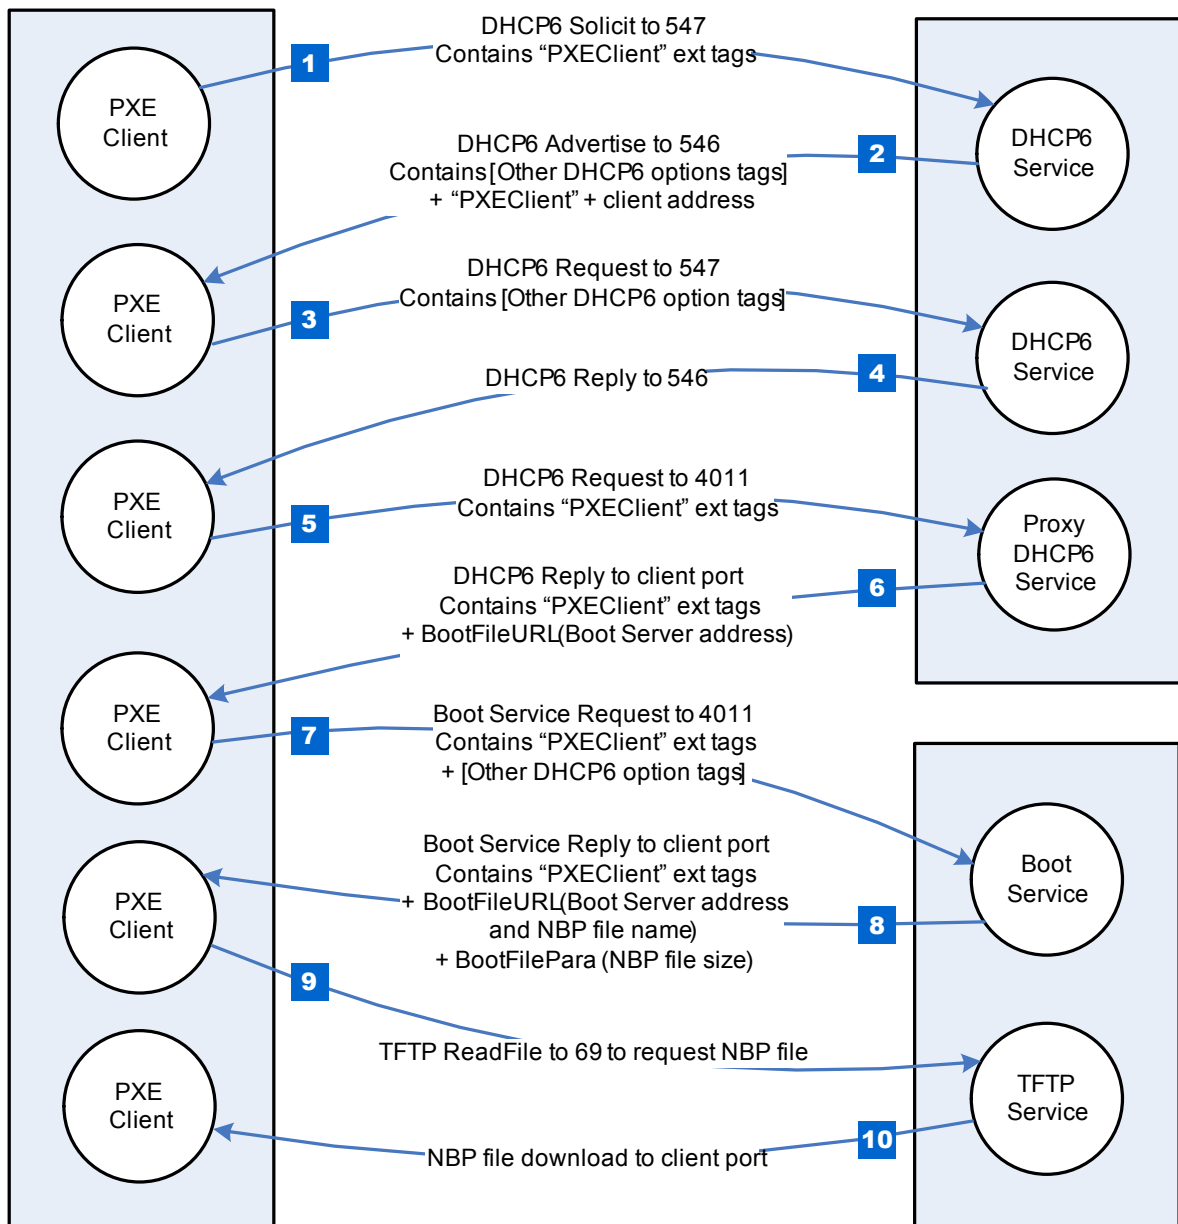 DHCP6 Solicit to 547
Contains “PXEClient” ext tags
1
PXE
Client
DHCP6
Service
DHCP6 Advertise to 546
Contains [Other DHCP6 options tags]
+ “PXEClient” + client address
2
PXE
Client
DHCP6 Request to 547
Contains [Other DHCP6 option tags]
3
DHCP6
Service
DHCP6 Reply to 546
4
PXE
Client
DHCP6 Request to 4011
Contains “PXEClient” ext tags
5
Proxy
DHCP6
Service
DHCP6 Reply to client port
Contains “PXEClient” ext tags
+ BootFileURL(Boot Server address)
6
PXE
Client
Boot Service Request to 4011
Contains “PXEClient” ext tags
+ [Other DHCP6 option tags]
7
Boot
Service
Boot Service Reply to client port
Contains “PXEClient” ext tags
+ BootFileURL(Boot Server address
and NBP file name)
+ BootFilePara (NBP file size)
8
PXE
Client
9
TFTP ReadFile to 69 to request NBP file
TFTP
Service
PXE
Client
10
NBP file download to client port